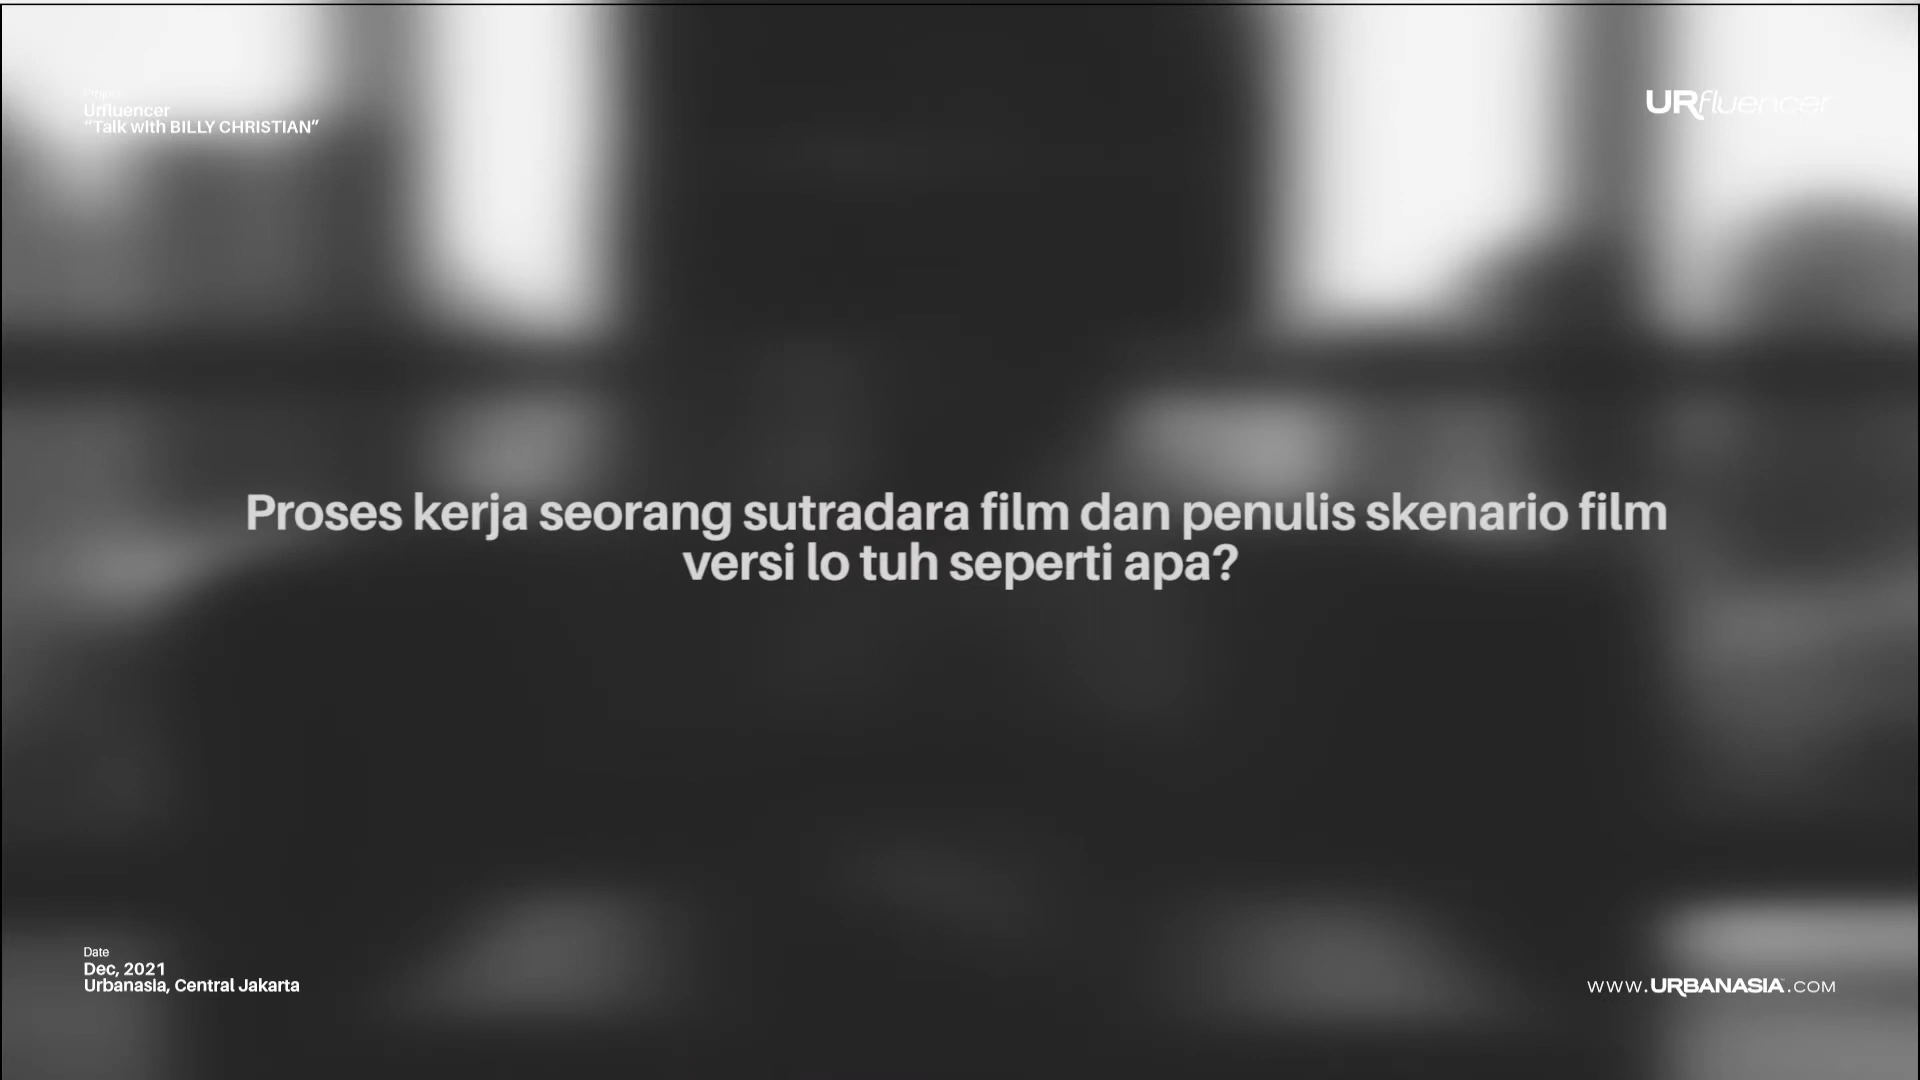 Project
Urfluencer
“Talk with BILLY CHRISTIAN”
URfluencer
Proses kerja seorang sutradara film dan penulis skenario film
versi lo tuh seperti apa?
Date
Dec, 2021
Urbanasia, Central Jakarta
WWW.URBANASIA.COM